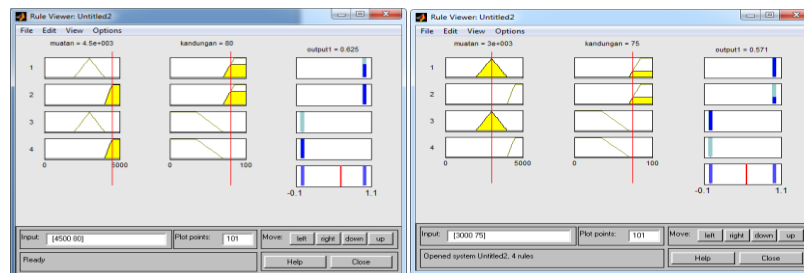 Rule Viewer: Untitled2
File Edit View Options
muatan = 4.5e+003
kandungan = 80
output1 = 0.625
1
2
3
4
0
5000
0
100
-0.1
1.1
Input:
[4500 80]
Plot points:
101
Move:
left
right
down
up
Ready
Help
Close
Rule Viewer: Untitled2
File Edit View Options
muatan = 3e+003
kandungan = 75
output1 = 0.571
1
2
3
4
0
5000
0
100
-0.1
1.1
Input:
[3000 75]
Plot points:
101
Move:
left
right
down
up
Opened system Untitled2, 4 rules
Help
Close